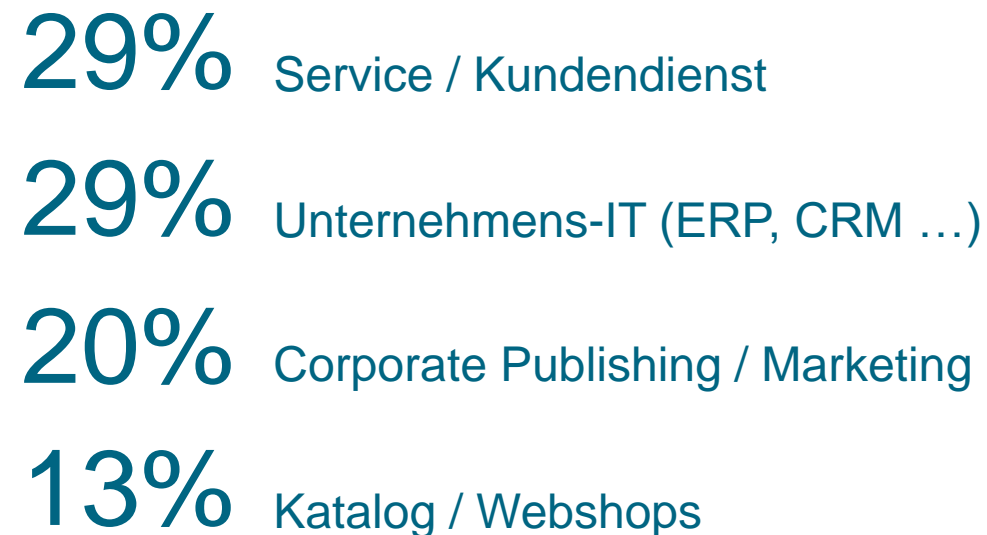 29% Service / Kundendienst
29% Unternehmens-IT (ERP, CRM …)
20% Corporate Publishing / Marketing
13% Katalog / Webshops